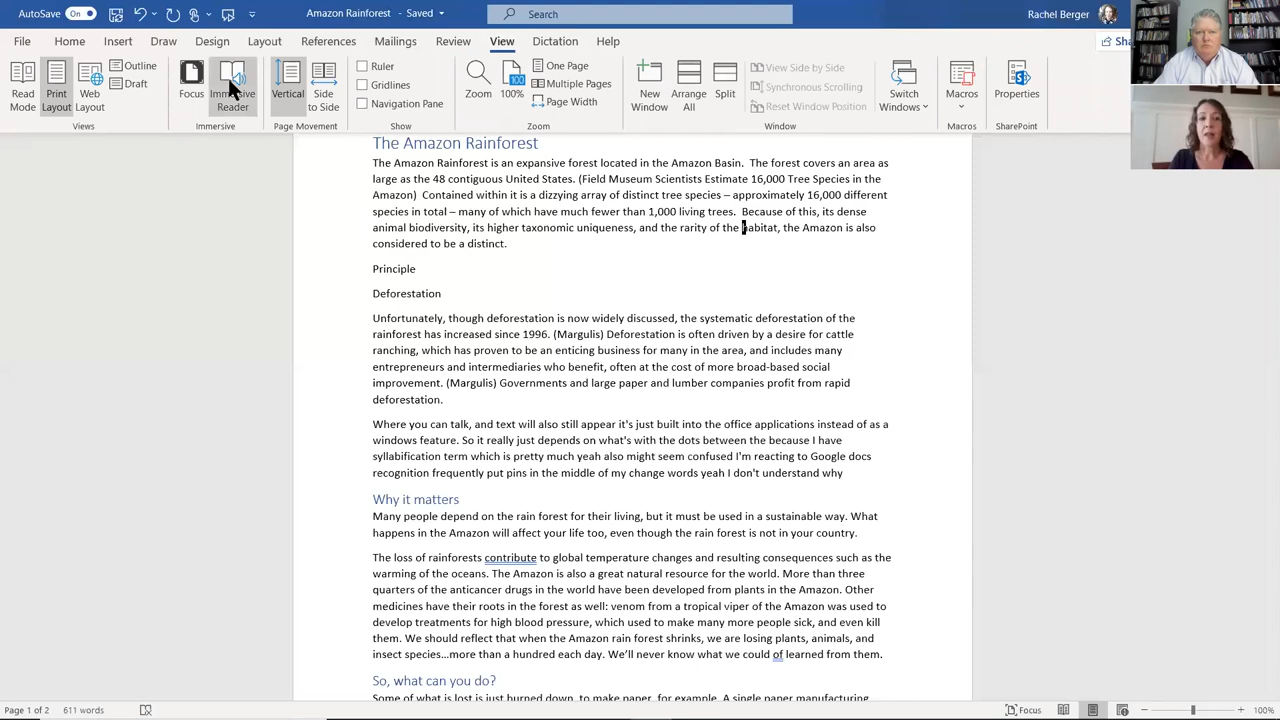 AutoSave On
Amazon Rainforest - Saved
Search
Rachel Berger
File Home Insert Draw Design Layout References Mailings Review View Dictation Help
Read Mode
Print Layout
Web Layout
Outline
Draft
Views
Focus
Immersive Reader
Immersive
Vertical
Side to Side
Page Movement
Ruler
Gridlines
Navigation Pane
Show
Zoom
100
100%
One Page
Multiple Pages
Page Width
Zoom
New Window
Arrange All
Split
View Side by Side
Synchronous Scrolling
Reset Window Position
Switch Windows
Window
Macros
Macros
Properties
SharePoint
The Amazon Rainforest
The Amazon Rainforest is an expansive forest located in the Amazon Basin. The forest covers an area as
large as the 48 contiguous United States. (Field Museum Scientists Estimate 16,000 Tree Species in the
Amazon) Contained within it is a dizzying array of distinct tree species – approximately 16,000 different
species in total – many of which have much fewer than 1,000 living trees. Because of this, its dense
animal biodiversity, its higher taxonomic uniqueness, and the rarity of the habitat, the Amazon is also
considered to be a distinct.
Principle
Deforestation
Unfortunately, though deforestation is now widely discussed, the systematic deforestation of the
rainforest has increased since 1996. (Margulis) Deforestation is often driven by a desire for cattle
ranching, which has proven to be an enticing business for many in the area, and includes many
entrepreneurs and intermediaries who benefit, often at the cost of more broad-based social
improvement. (Margulis) Governments and large paper and lumber companies profit from rapid
deforestation.
Where you can talk, and text will also still appear it's just built into the office applications instead of as a
windows feature. So it really just depends on what's with the dots between the because I have
syllabification term which is pretty much yeah also might seem confused I'm reacting to Google docs
recognition frequently put pins in the middle of my change words yeah I don't understand why
Why it matters
Many people depend on the rain forest for their living, but it must be used in a sustainable way. What
happens in the Amazon will affect your life too, even though the rain forest is not in your country.
The loss of rainforests contribute to global temperature changes and resulting consequences such as the
warming of the oceans. The Amazon is also a great natural resource for the world. More than three
quarters of the anticancer drugs in the world have been developed from plants in the Amazon. Other
medicines have their roots in the forest as well: venom from a tropical viper of the Amazon was used to
develop treatments for high blood pressure, which used to make many more people sick, and even kill
them. We should reflect that when the Amazon rain forest shrinks, we are losing plants, animals, and
insect species…more than a hundred each day. We'll never know what we could of learned from them.
So, what can you do?
Some of what is lost is just burned down, to make paper, for example. A single paper manufacturing
Page 1 of 2 611 words
Focus
100%